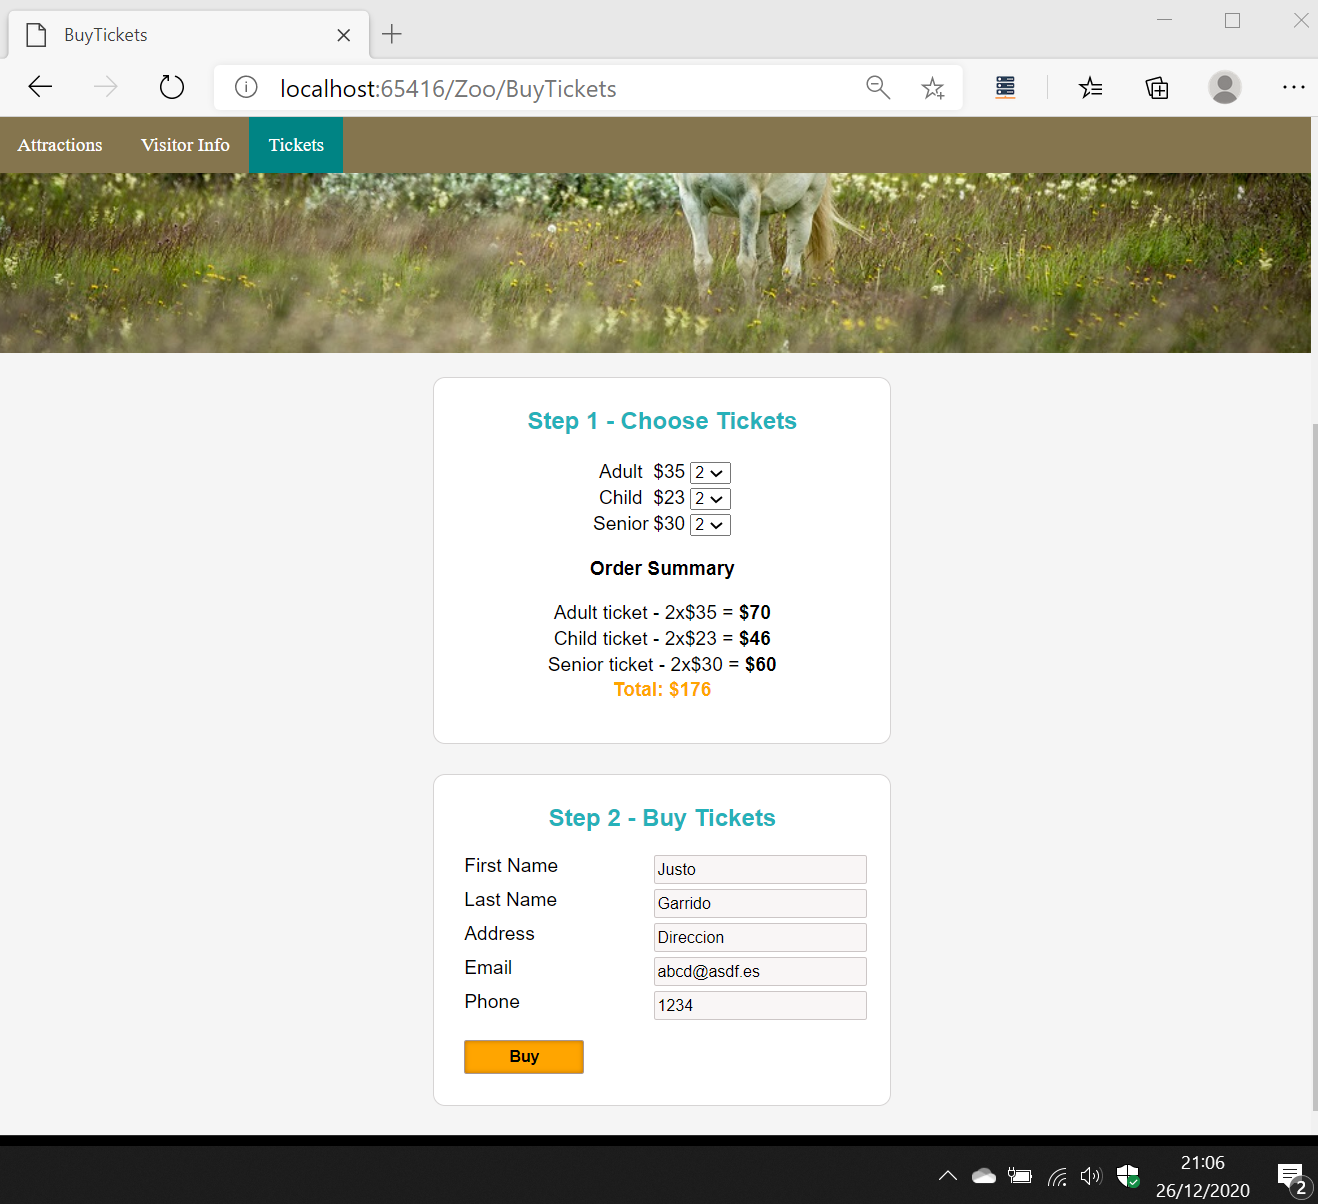 BuyTickets
localhost:65416/Zoo/BuyTickets
Attractions Visitor Info Tickets
Step 1 - Choose Tickets
Adult $35 2
Child $23 2
Senior $30 2
Order Summary
Adult ticket - 2x$35 = $70
Child ticket - 2x$23 = $46
Senior ticket - 2x$30 = $60
Total: $176
Step 2 - Buy Tickets
First Name Justo
Last Name Garrido
Address Direccion
Email abcd@asdf.es
Phone 1234
Buy
21:06
26/12/2020
2